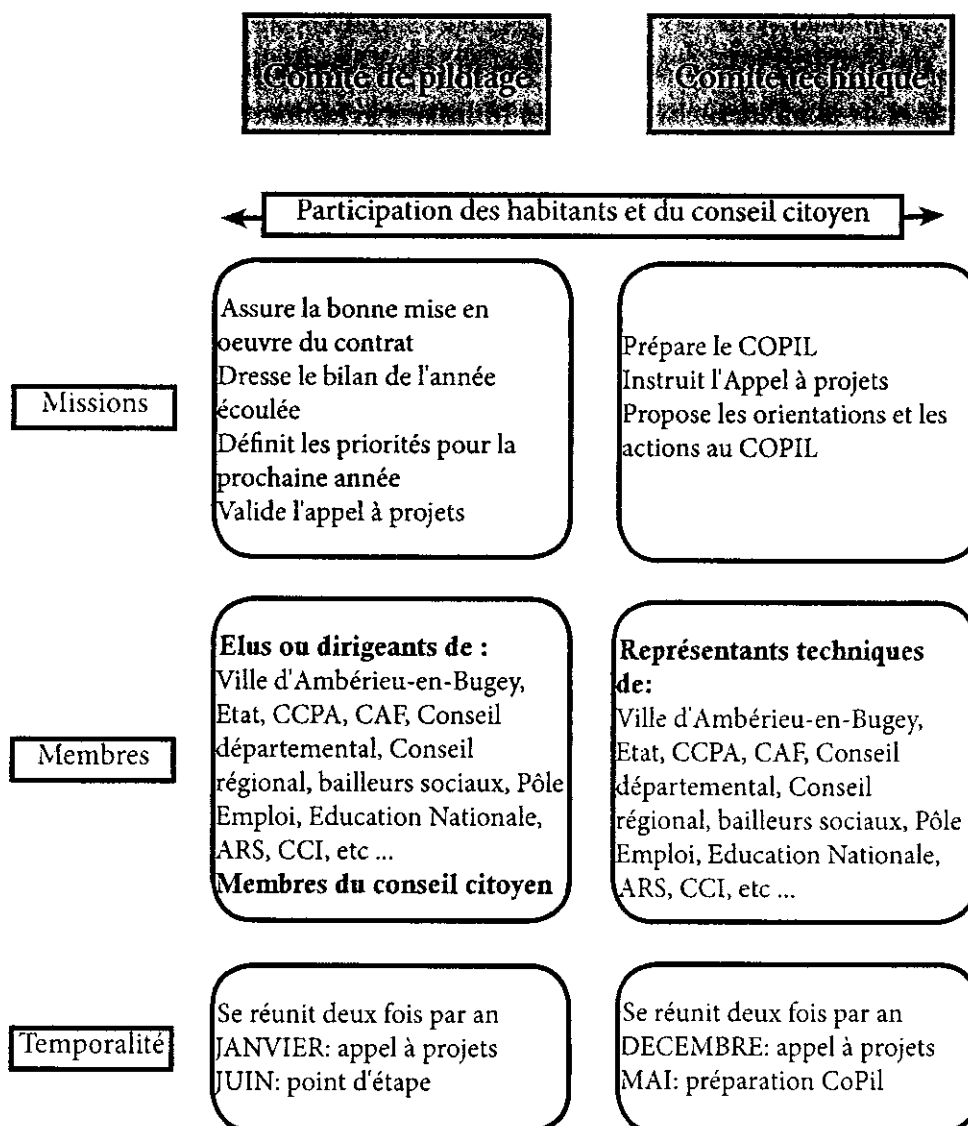 Comité de pilotage
Comité technique
Participation des habitants et du conseil citoyen
Missions
Assure la bonne mise en
oeuvre du contrat
Dresse le bilan de l'année
écoulée
Définit les priorités pour la
prochaine année
Valide l'appel à projets
Prépare le COPIL
Instruit l'Appel à projets
Propose les orientations et les
actions au COPIL
Membres
Elus ou dirigeants de :
Ville d'Ambérieu-en-Bugey,
Etat, CCPA, CAF, Conseil
départemental, Conseil
régional, bailleurs sociaux, Pôle
Emploi, Education Nationale,
ARS, CCI, etc ...
Membres du conseil citoyen
Représentants techniques
de:
Ville d'Ambérieu-en-Bugey,
Etat, CCPA, CAF, Conseil
départemental, Conseil
régional, bailleurs sociaux, Pôle
Emploi, Education Nationale,
ARS, CCI, etc ...
Temporalité
Se réunit deux fois par an
JANVIER: appel à projets
JUIN: point d'étape
Se réunit deux fois par an
DECEMBRE: appel à projets
MAI: préparation CoPil